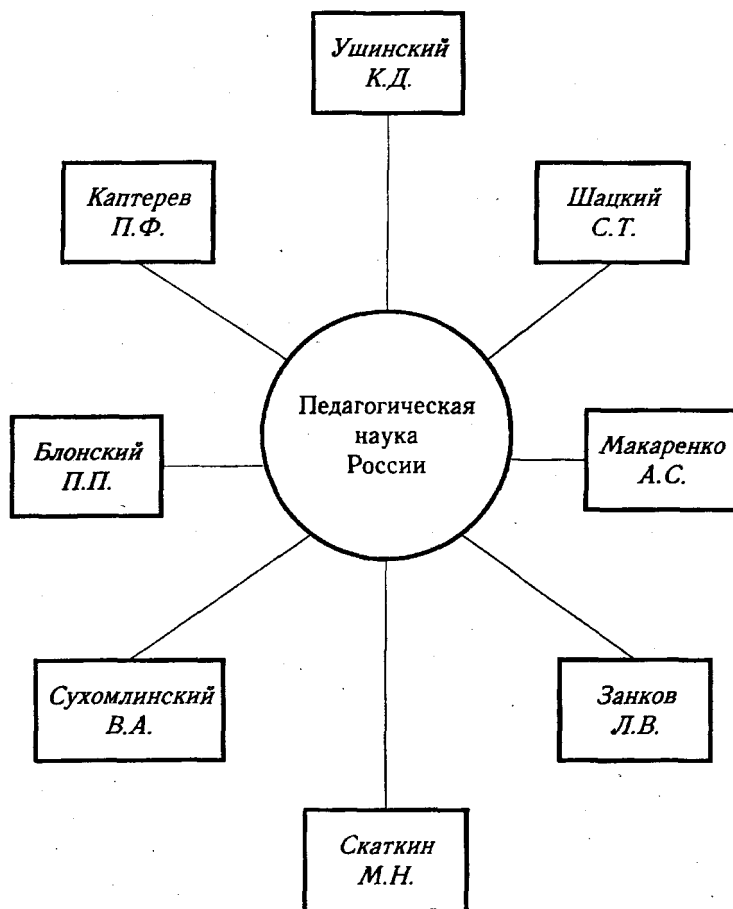 Ушинский
К.Д.
Каптерев
П.Ф.
Шацкий
С.Т.
Педагогическая
наука
России
Блонский
П.П.
Макаренко
А.С.
Сухомлинский
В.А.
Занков
Л.В.
Скаткин
М.Н.